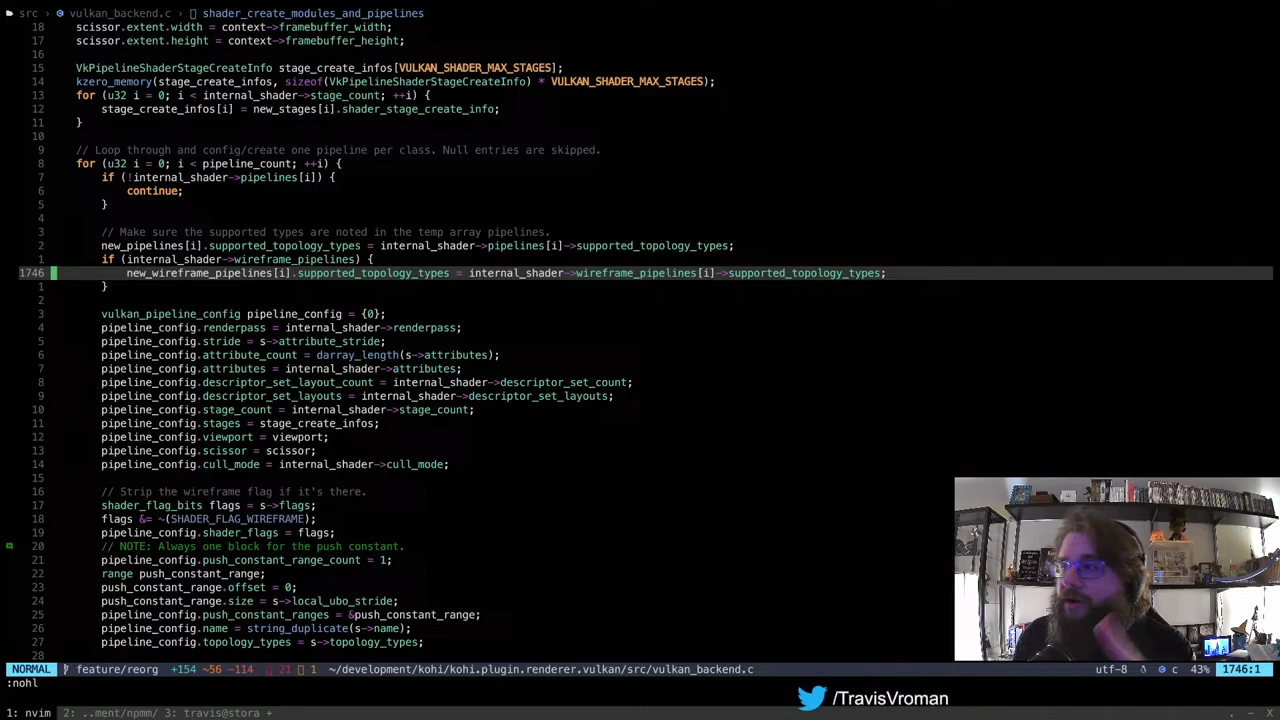 src › vulkan_backend.c › shader_create_modules_and_pipelines
18 scissor.extent.width = context->framebuffer_width;
17 scissor.extent.height = context->framebuffer_height;
16
15 VkPipelineShaderStageCreateInfo stage_create_infos[VULKAN_SHADER_MAX_STAGES];
14 kzero_memory(stage_create_infos, sizeof(VkPipelineShaderStageCreateInfo) * VULKAN_SHADER_MAX_STAGES);
13 for (u32 i = 0; i < internal_shader->stage_count; ++i) {
12 stage_create_infos[i] = new_stages[i].shader_stage_create_info;
11 }
10
9 // Loop through and config/create one pipeline per class. Null entries are skipped.
8 for (u32 i = 0; i < pipeline_count; ++i) {
7 if (!internal_shader->pipelines[i]) {
6 continue;
5 }
4
3 // Make sure the supported types are noted in the temp array pipelines.
2 new_pipelines[i].supported_topology_types = internal_shader->pipelines[i]->supported_topology_types;
1 if (internal_shader->wireframe_pipelines) {
1746 new_wireframe_pipelines[i].supported_topology_types = internal_shader->wireframe_pipelines[i]->supported_topology_types;
1 }
2
3 vulkan_pipeline_config pipeline_config = {0};
4 pipeline_config.renderpass = internal_shader->renderpass;
5 pipeline_config.stride = s->attribute_stride;
6 pipeline_config.attribute_count = darray_length(s->attributes);
7 pipeline_config.attributes = internal_shader->attributes;
8 pipeline_config.descriptor_set_layout_count = internal_shader->descriptor_set_count;
9 pipeline_config.descriptor_set_layouts = internal_shader->descriptor_set_layouts;
10 pipeline_config.stage_count = internal_shader->stage_count;
11 pipeline_config.stages = stage_create_infos;
12 pipeline_config.viewport = viewport;
13 pipeline_config.scissor = scissor;
14 pipeline_config.cull_mode = internal_shader->cull_mode;
15
16 // Strip the wireframe flag if it's there.
17 shader_flag_bits flags = s->flags;
18 flags &= ~(SHADER_FLAG_WIREFRAME);
19 pipeline_config.shader_flags = flags;
20 // NOTE: Always one block for the push constant.
21 pipeline_config.push_constant_range_count = 1;
22 range push_constant_range;
23 push_constant_range.offset = 0;
24 push_constant_range.size = s->local_ubo_stride;
25 pipeline_config.push_constant_ranges = &push_constant_range;
26 pipeline_config.name = string_duplicate(s->name);
27 pipeline_config.topology_types = s->topology_types;
28
NORMAL feature/reorg +154 ~56 -114 21 1 ~/development/kohi/kohi.plugin.renderer.vulkan/src/vulkan_backend.c utf-8 c 43% 1746:1
:nohl
/TravisVroman
1: nvim 2: ..ment/npmm/ 3: travis@stora +